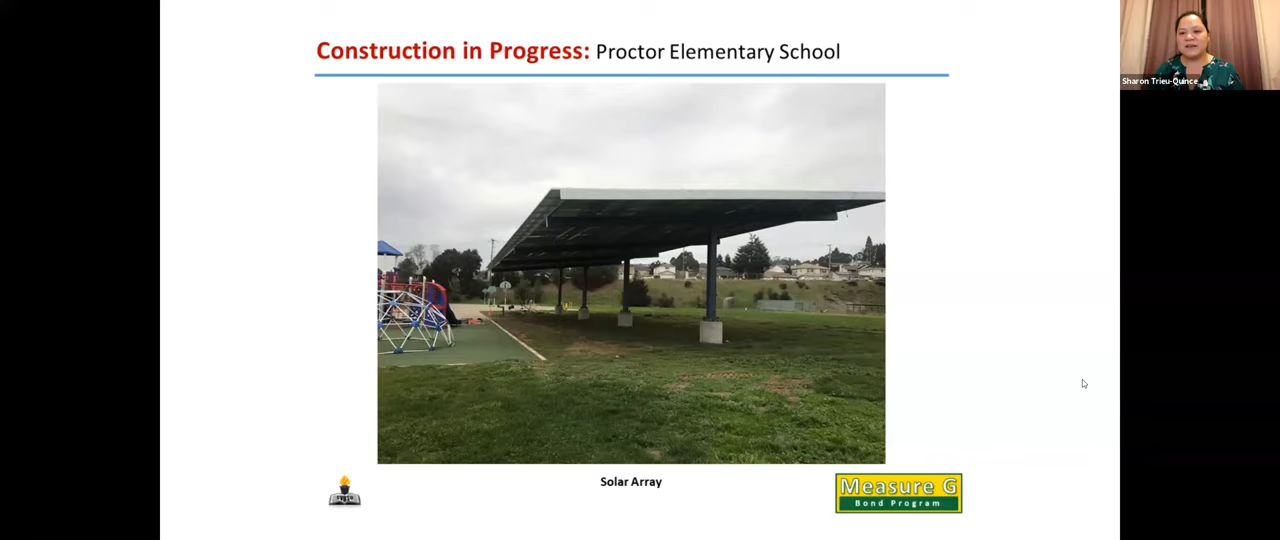 Construction in Progress: Proctor Elementary School
Sharon Trieu-Quince
Solar Array
Measure G
Bond Program